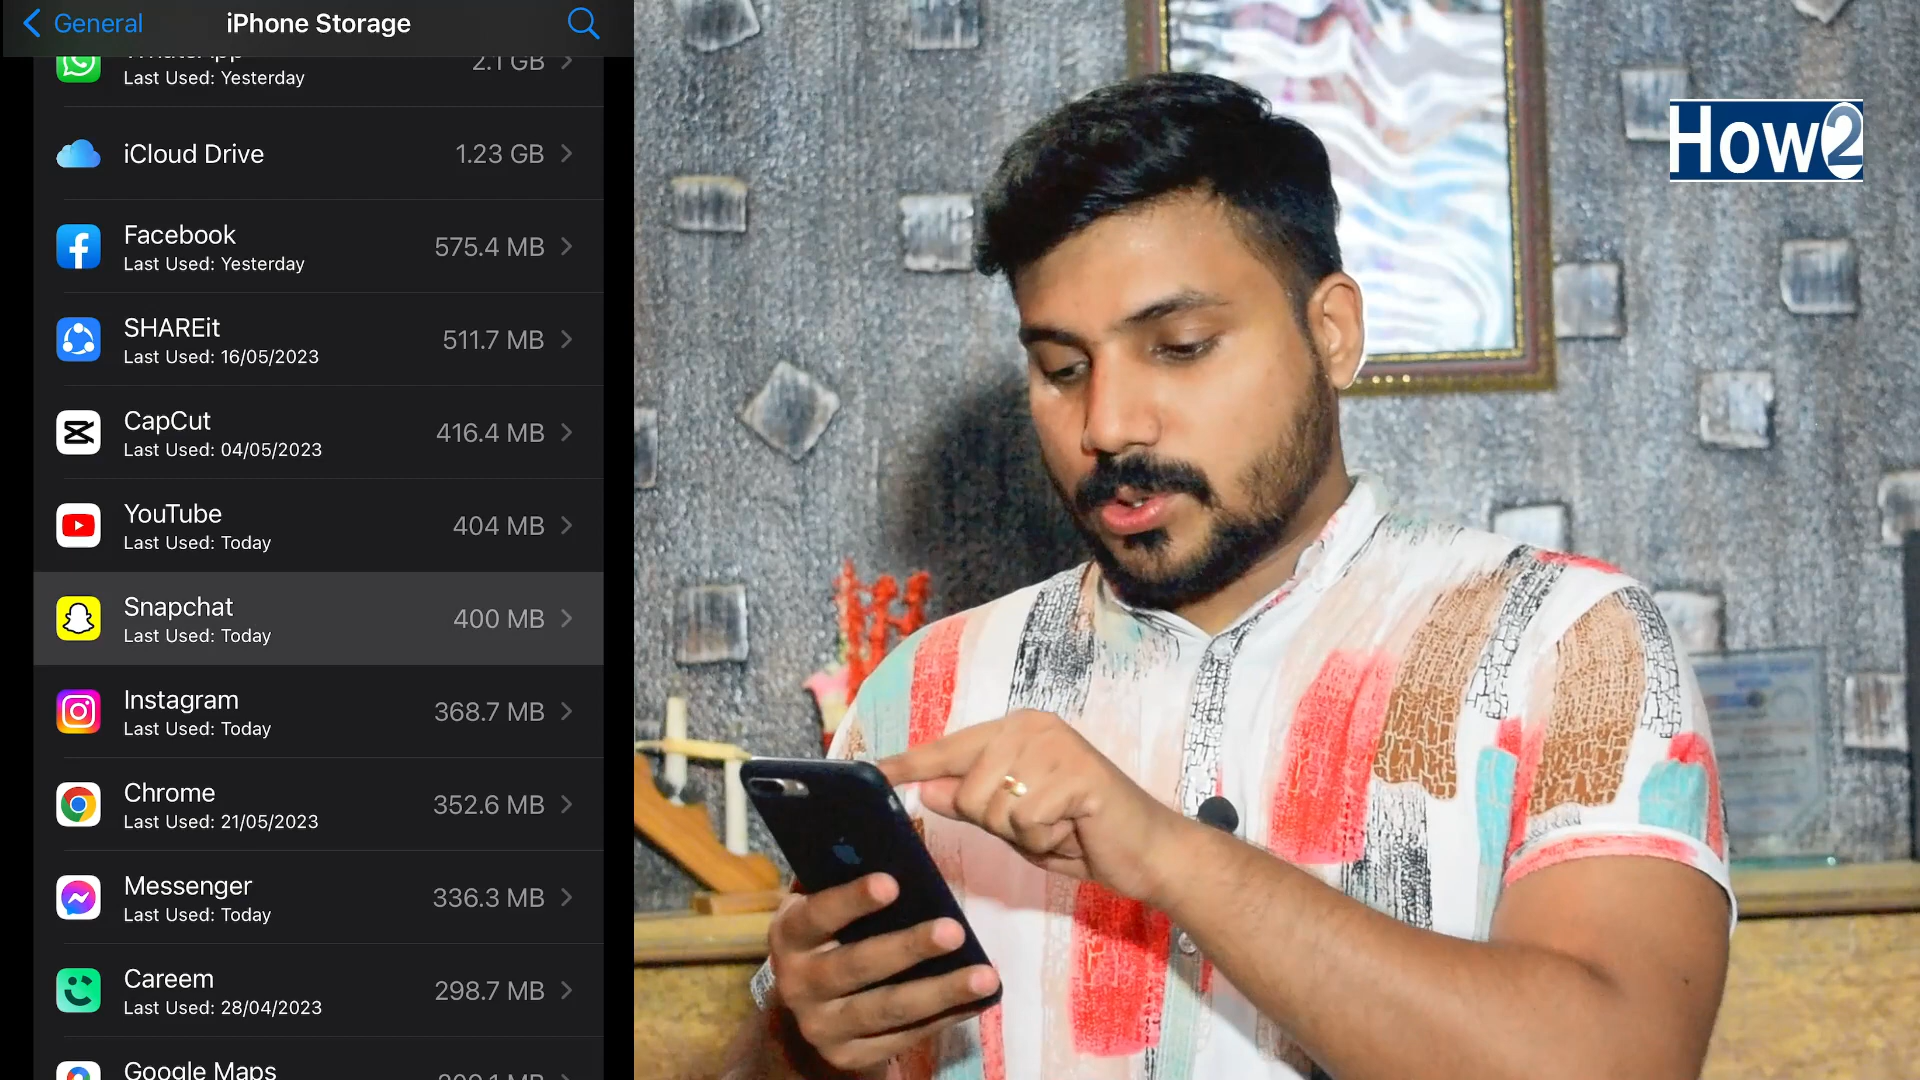 General
iPhone Storage
WhatsApp
2.1 GB
Last Used: Yesterday
iCloud Drive
1.23 GB
Facebook
575.4 MB
Last Used: Yesterday
SHAREit
511.7 MB
Last Used: 16/05/2023
CapCut
416.4 MB
Last Used: 04/05/2023
YouTube
404 MB
Last Used: Today
Snapchat
400 MB
Last Used: Today
Instagram
368.7 MB
Last Used: Today
Chrome
352.6 MB
Last Used: 21/05/2023
Messenger
336.3 MB
Last Used: Today
Careem
298.7 MB
Last Used: 28/04/2023
Google Maps
How2